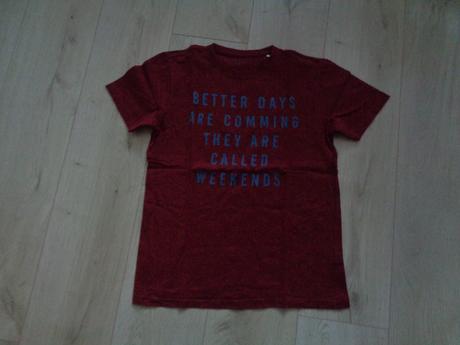 BETTER DAYS
ARE COMMING
THEY ARE
CALLED
WEEKENDS